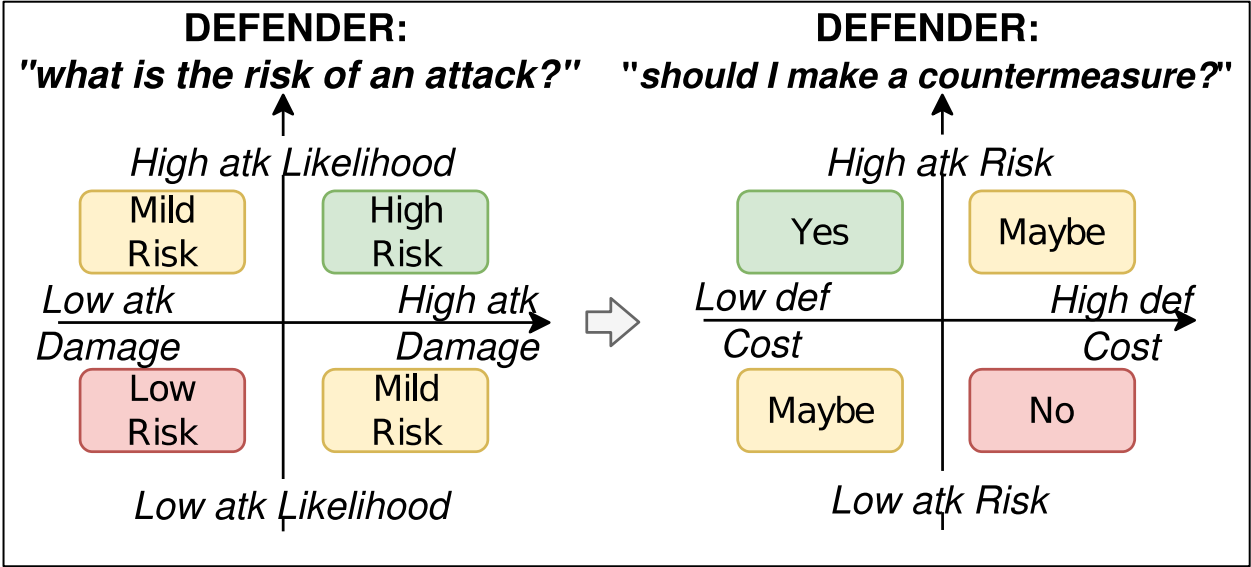 DEFENDER:
"what is the risk of an attack?"
High atk Likelihood
Mild
Risk
High
Risk
Low atk
Damage
High atk
Damage
Low
Risk
Mild
Risk
Low atk Likelihood
DEFENDER:
"should I make a countermeasure?"
High atk Risk
Yes
Maybe
Low def
Cost
High def
Cost
Maybe
No
Low atk Risk